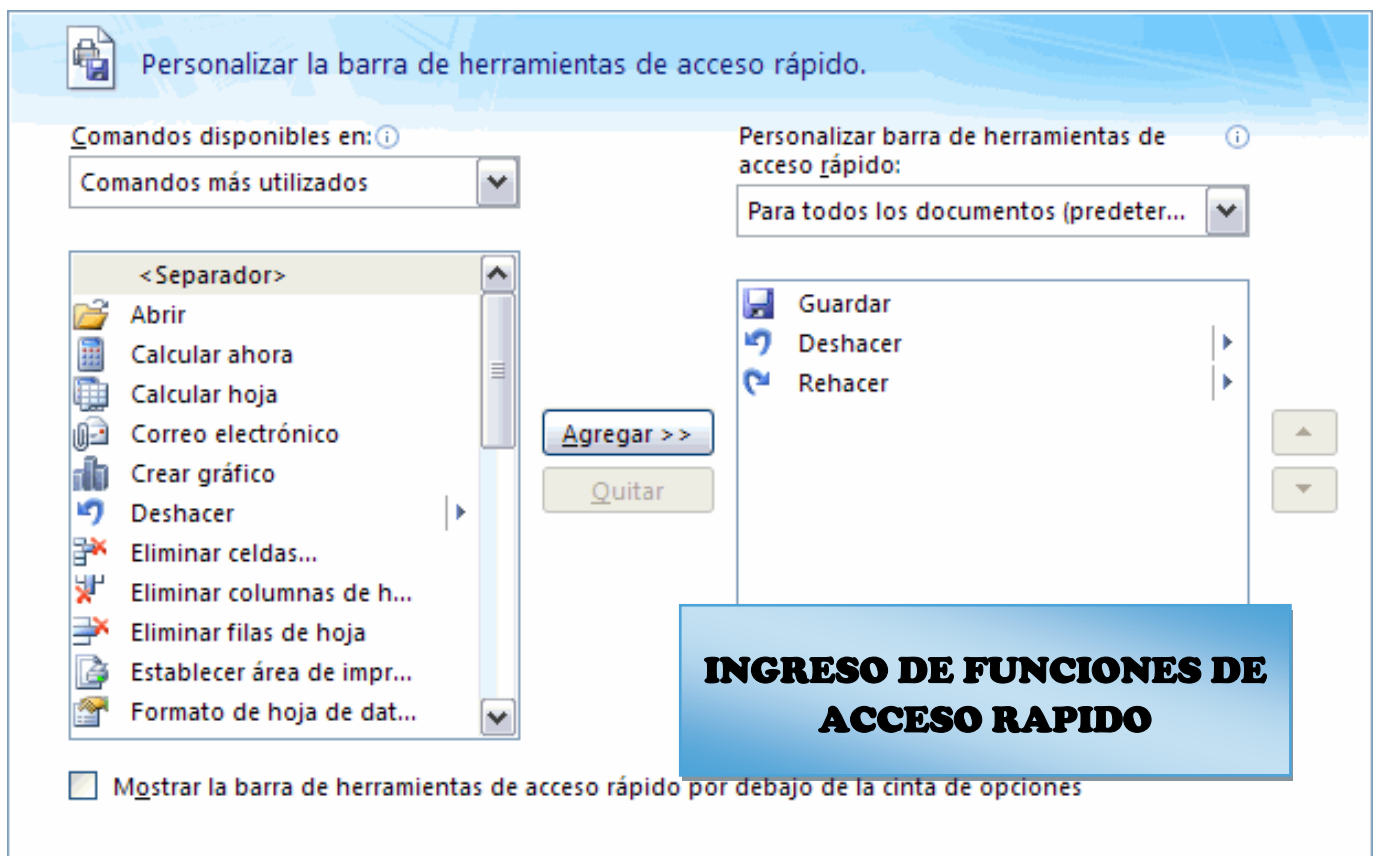 Personalizar la barra de herramientas de acceso rápido.
Comandos disponibles en:
Comandos más utilizados
<Separador>
Abrir
Calcular ahora
Calcular hoja
Correo electrónico
Crear gráfico
Deshacer
Eliminar celdas...
Eliminar columnas de h...
Eliminar filas de hoja
Establecer área de impr...
Formato de hoja de dat...
Agregar >>
Quitar
Personalizar barra de herramientas de
acceso rápido:
Para todos los documentos (predeter...
Guardar
Deshacer
Rehacer
INGRESO DE FUNCIONES DE
ACCESO RAPIDO
Mostrar la barra de herramientas de acceso rápido por debajo de la cinta de opciones